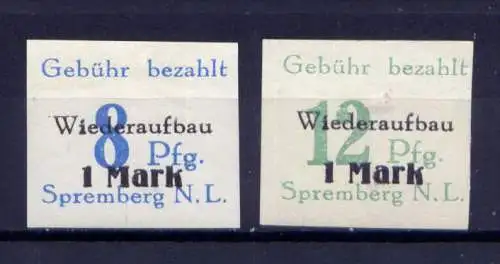 Gebühr bezahlt
Wiederaufbau
8 Pfg.
1 Mark
Spremberg N.L.
Gebühr bezahlt
Wiederaufbau
12 Pfg.
1 Mark
Spremberg N.L.